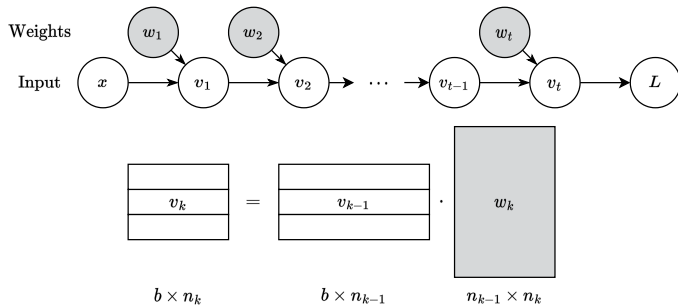 Weights w₁ w₂ wₜ
Input x v₁ v₂ ⋯ vₜ₋₁ vₜ L
vₖ = vₖ₋₁ · wₖ
b × nₖ b × nₖ₋₁ nₖ₋₁ × nₖ